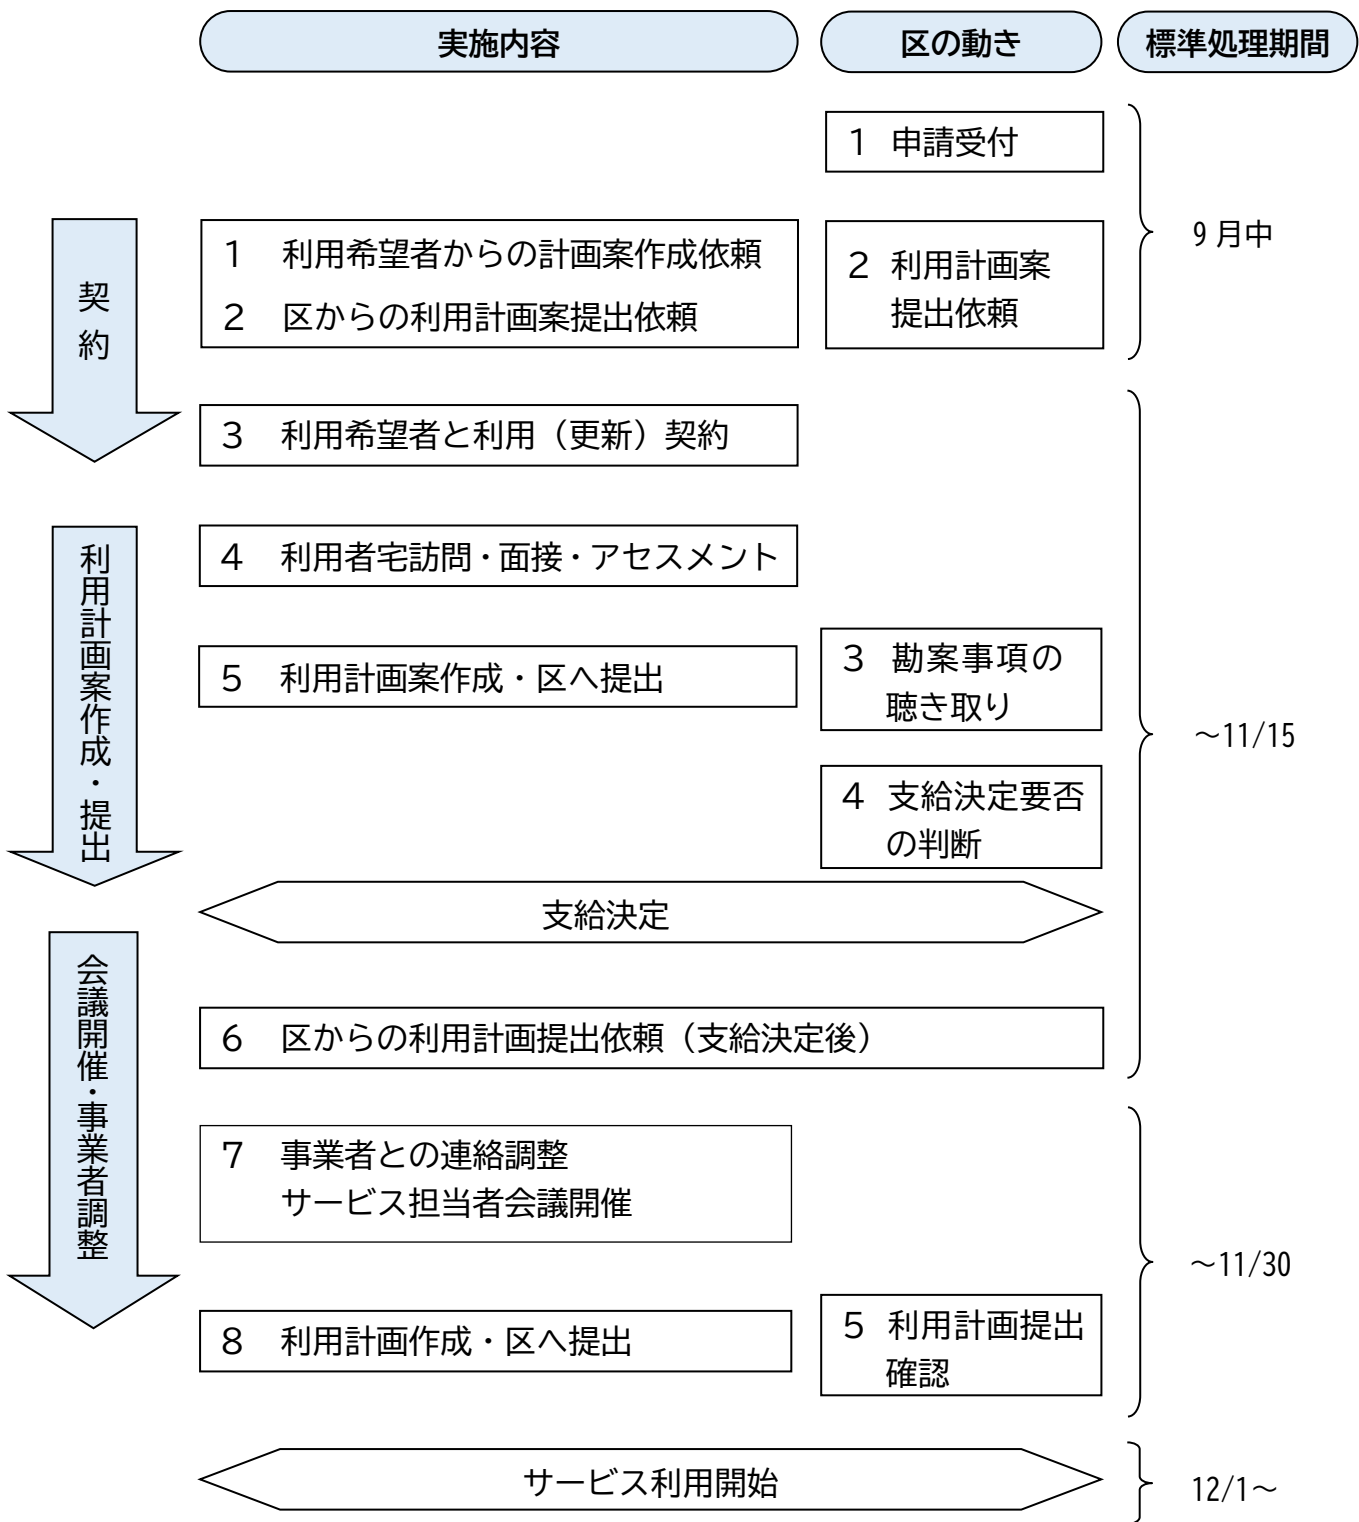 実施内容
区の動き
標準処理期間
1 申請受付
9月中
契約
1 利用希望者からの計画案作成依頼
2 区からの利用計画案提出依頼
2 利用計画案
提出依頼
3 利用希望者と利用（更新）契約
利用計画案作成・提出
4 利用者宅訪問・面接・アセスメント
5 利用計画案作成・区へ提出
3 勘案事項の
聴き取り
～11/15
4 支給決定要否
の判断
支給決定
会議開催・事業者調整
6 区からの利用計画提出依頼（支給決定後）
7 事業者との連絡調整
サービス担当者会議開催
～11/30
8 利用計画作成・区へ提出
5 利用計画提出
確認
サービス利用開始
12/1～